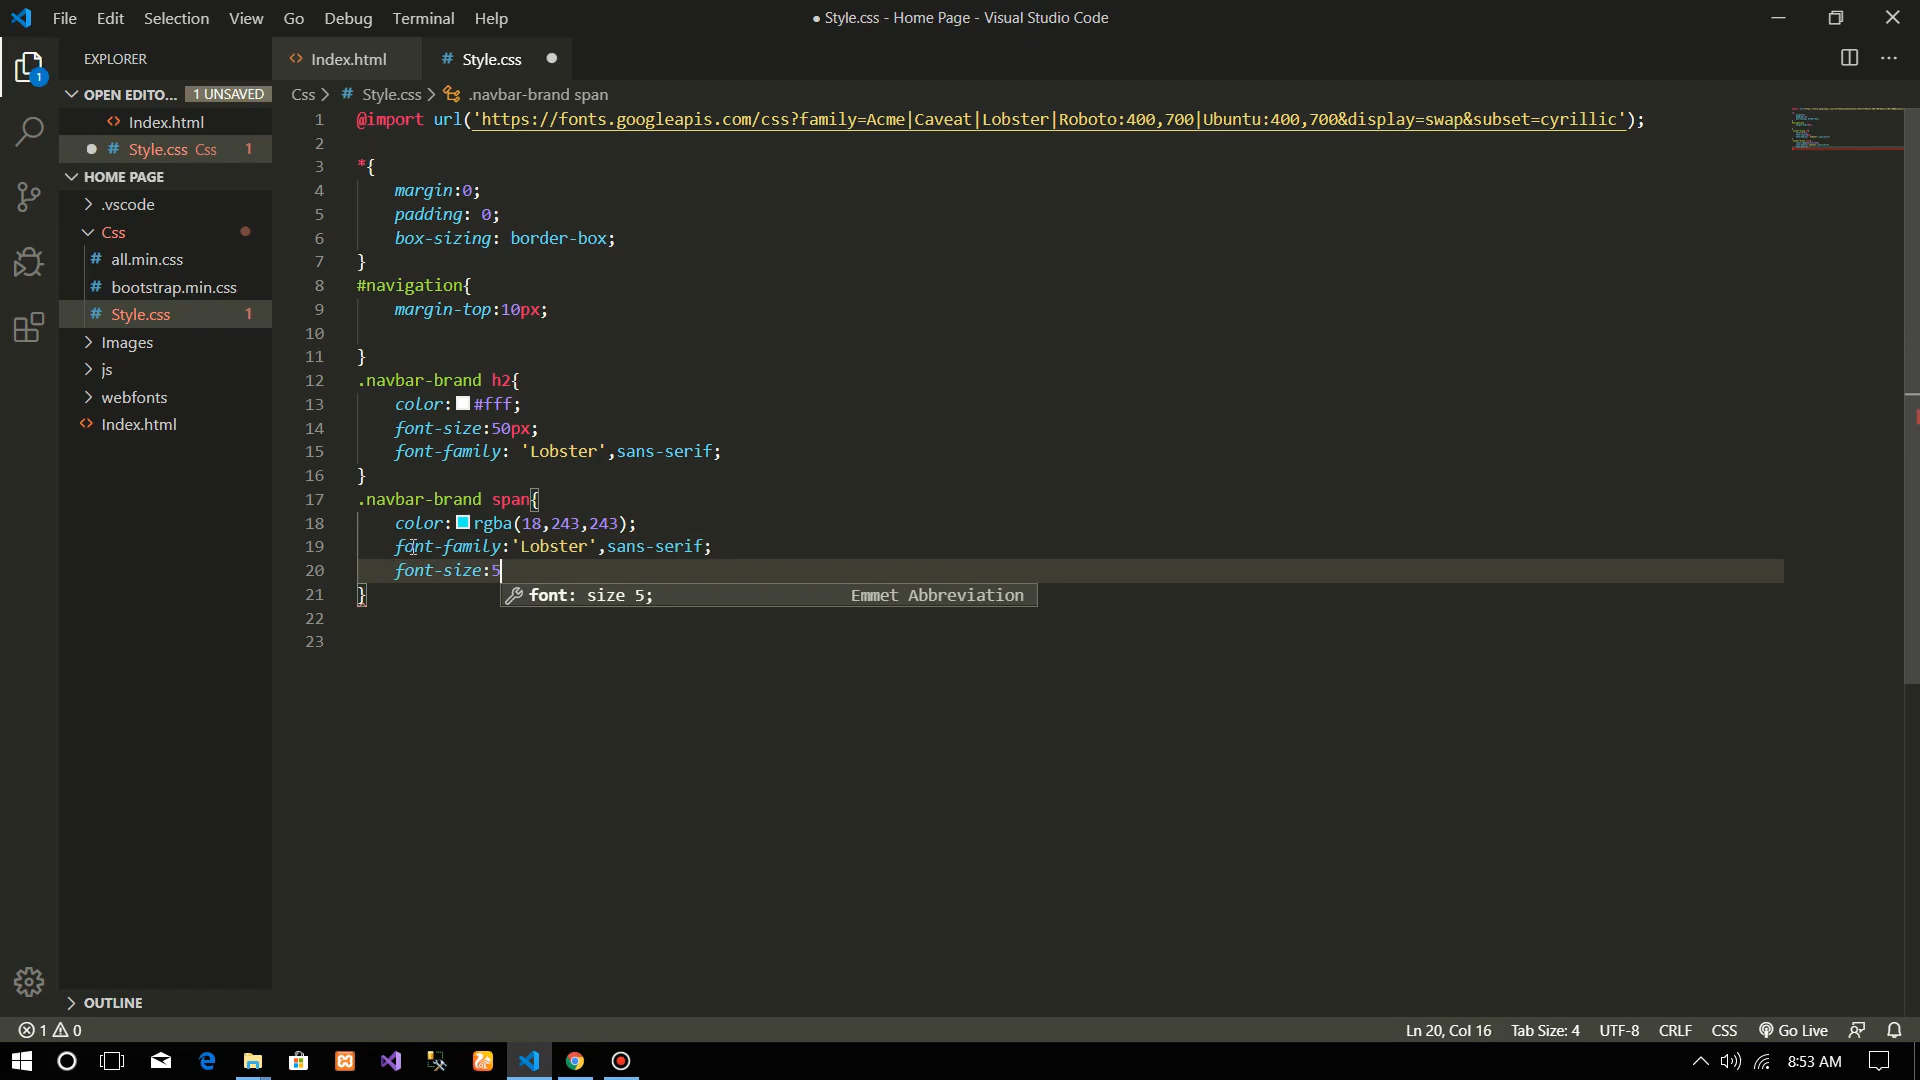 File Edit Selection View Go Debug Terminal Help
● Style.css - Home Page - Visual Studio Code
EXPLORER
OPEN EDITO... 1 UNSAVED
Index.html
Style.css Css 1
HOME PAGE
.vscode
Css
all.min.css
bootstrap.min.css
Style.css 1
Images
js
webfonts
Index.html
OUTLINE
Index.html
Style.css
Css > Style.css > .navbar-brand span
1 @import url('https://fonts.googleapis.com/css?family=Acme|Caveat|Lobster|Roboto:400,700|Ubuntu:400,700&display=swap&subset=cyrillic');
2
3 *{
4 margin:0;
5 padding: 0;
6 box-sizing: border-box;
7 }
8 #navigation{
9 margin-top:10px;
10
11 }
12 .navbar-brand h2{
13 color:#fff;
14 font-size:50px;
15 font-family: 'Lobster',sans-serif;
16 }
17 .navbar-brand span{
18 color:rgba(18,243,243);
19 font-family:'Lobster',sans-serif;
20 font-size:5
21 }
font: size 5; Emmet Abbreviation
22
23
1 0
Ln 20, Col 16 Tab Size: 4 UTF-8 CRLF CSS Go Live
8:53 AM